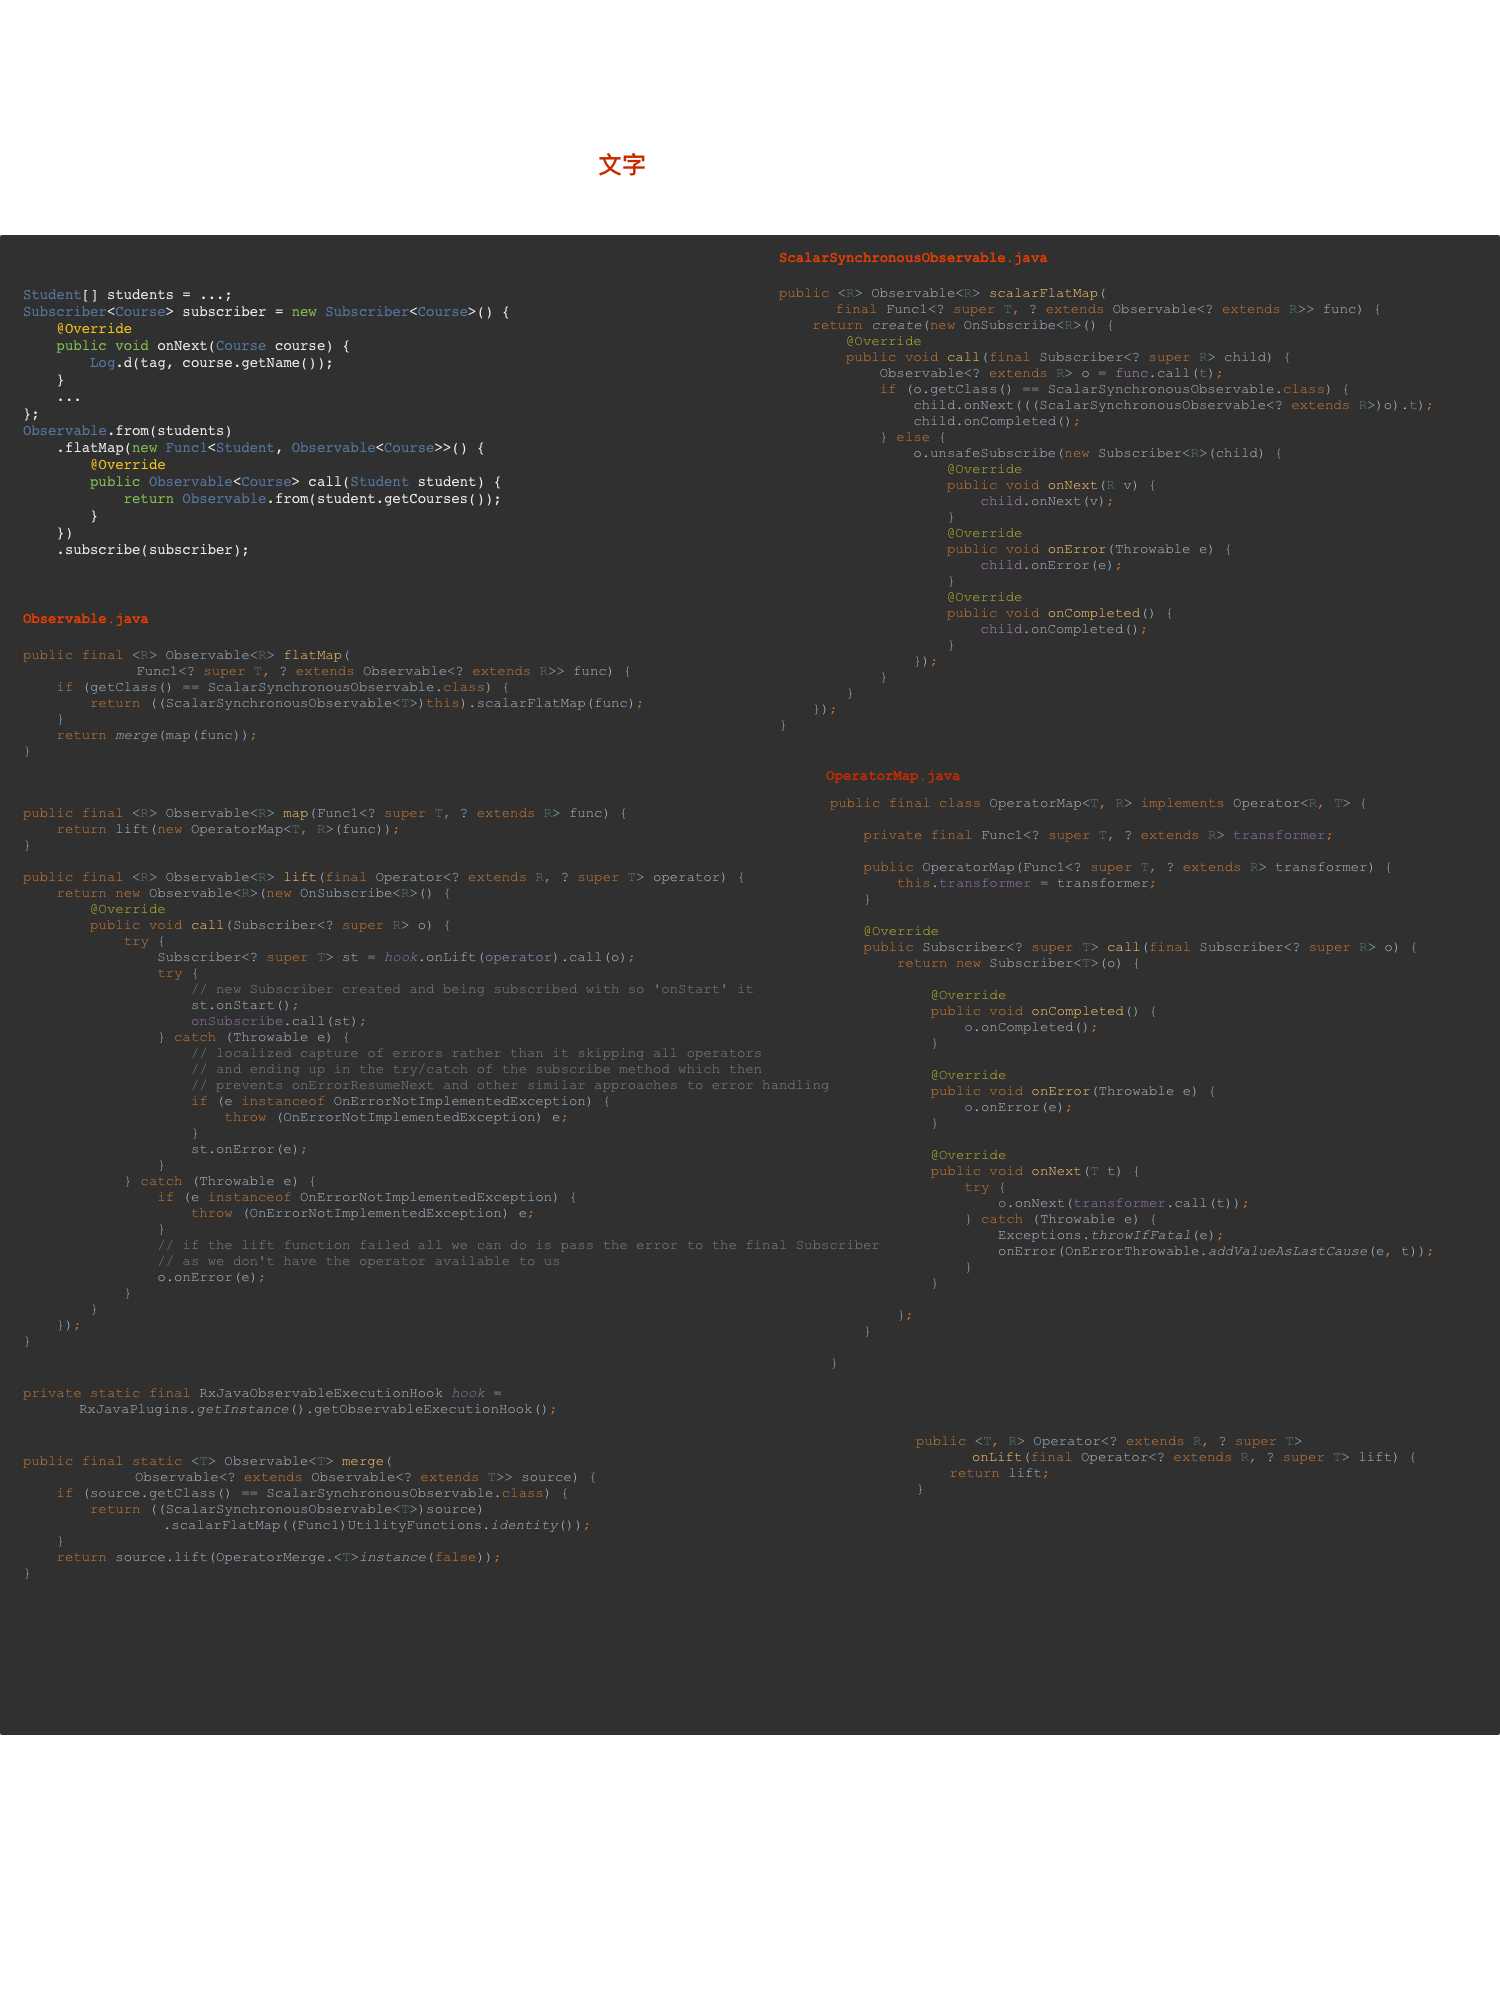 文字
Student[] students = ...;
Subscriber<Course> subscriber = new Subscriber<Course>() {
    @Override
    public void onNext(Course course) {
        Log.d(tag, course.getName());
    }
    ...
};
Observable.from(students)
    .flatMap(new Func1<Student, Observable<Course>>() {
        @Override
        public Observable<Course> call(Student student) {
            return Observable.from(student.getCourses());
        }
    })
    .subscribe(subscriber);
Observable.java
public final <R> Observable<R> flatMap(
        Func1<? super T, ? extends Observable<? extends R>> func) {
    if (getClass() == ScalarSynchronousObservable.class) {
        return ((ScalarSynchronousObservable<T>)this).scalarFlatMap(func);
    }
    return merge(map(func));
}
public final <R> Observable<R> map(Func1<? super T, ? extends R> func) {
    return lift(new OperatorMap<T, R>(func));
}
public final <R> Observable<R> lift(final Operator<? extends R, ? super T> operator) {
    return new Observable<R>(new OnSubscribe<R>() {
        @Override
        public void call(Subscriber<? super R> o) {
            try {
                Subscriber<? super T> st = hook.onLift(operator).call(o);
                try {
                    // new Subscriber created and being subscribed with so 'onStart' it
                    st.onStart();
                    onSubscribe.call(st);
                } catch (Throwable e) {
                    // localized capture of errors rather than it skipping all operators
                    // and ending up in the try/catch of the subscribe method which then
                    // prevents onErrorResumeNext and other similar approaches to error handling
                    if (e instanceof OnErrorNotImplementedException) {
                        throw (OnErrorNotImplementedException) e;
                    }
                    st.onError(e);
                }
            } catch (Throwable e) {
                if (e instanceof OnErrorNotImplementedException) {
                    throw (OnErrorNotImplementedException) e;
                }
                // if the lift function failed all we can do is pass the error to the final Subscriber
                // as we don't have the operator available to us
                o.onError(e);
            }
        }
    });
}
private static final RxJavaObservableExecutionHook hook =
        RxJavaPlugins.getInstance().getObservableExecutionHook();
public final static <T> Observable<T> merge(
        Observable<? extends Observable<? extends T>> source) {
    if (source.getClass() == ScalarSynchronousObservable.class) {
        return ((ScalarSynchronousObservable<T>)source)
                .scalarFlatMap((Func1)UtilityFunctions.identity());
    }
    return source.lift(OperatorMerge.<T>instance(false));
}
ScalarSynchronousObservable.java
public <R> Observable<R> scalarFlatMap(
        final Func1<? super T, ? extends Observable<? extends R>> func) {
    return create(new OnSubscribe<R>() {
        @Override
        public void call(final Subscriber<? super R> child) {
            Observable<? extends R> o = func.call(t);
            if (o.getClass() == ScalarSynchronousObservable.class) {
                child.onNext(((ScalarSynchronousObservable<? extends R>)o).t);
                child.onCompleted();
            } else {
                o.unsafeSubscribe(new Subscriber<R>(child) {
                    @Override
                    public void onNext(R v) {
                        child.onNext(v);
                    }
                    @Override
                    public void onError(Throwable e) {
                        child.onError(e);
                    }
                    @Override
                    public void onCompleted() {
                        child.onCompleted();
                    }
                });
            }
        }
    });
}
OperatorMap.java
public final class OperatorMap<T, R> implements Operator<R, T> {
    private final Func1<? super T, ? extends R> transformer;
    public OperatorMap(Func1<? super T, ? extends R> transformer) {
        this.transformer = transformer;
    }
    @Override
    public Subscriber<? super T> call(final Subscriber<? super R> o) {
        return new Subscriber<T>(o) {
            @Override
            public void onCompleted() {
                o.onCompleted();
            }
            @Override
            public void onError(Throwable e) {
                o.onError(e);
            }
            @Override
            public void onNext(T t) {
                try {
                    o.onNext(transformer.call(t));
                } catch (Throwable e) {
                    Exceptions.throwIfFatal(e);
                    onError(OnErrorThrowable.addValueAsLastCause(e, t));
                }
            }
        };
    }
}
public <T, R> Operator<? extends R, ? super T>
        onLift(final Operator<? extends R, ? super T> lift) {
    return lift;
}